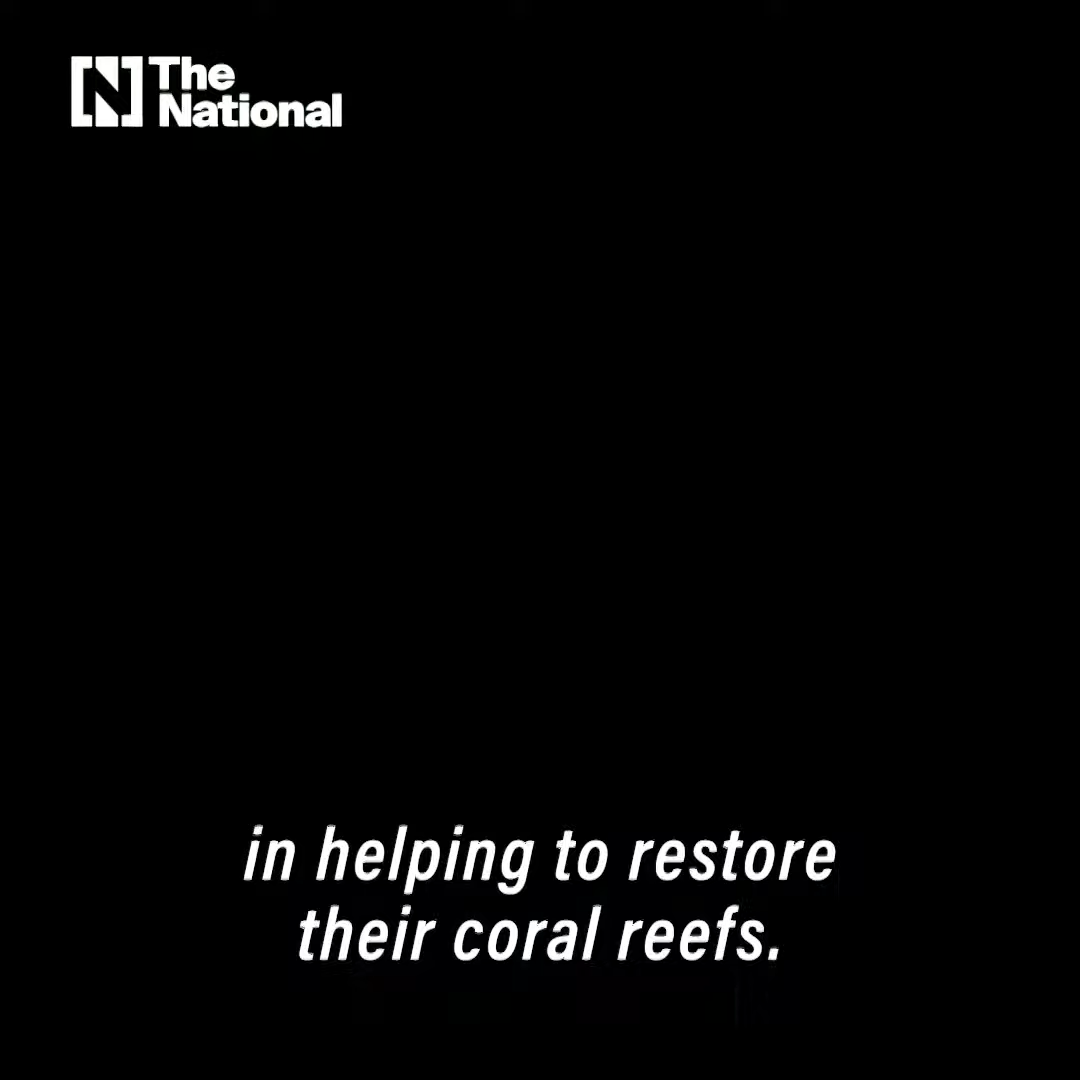 [N] The
National
in helping to restore
their coral reefs.